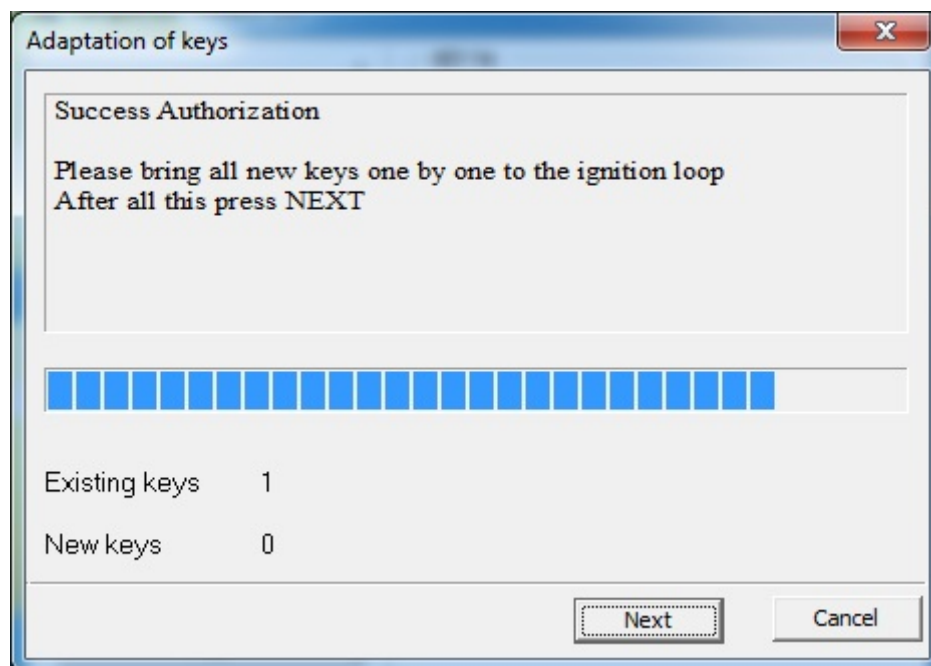 Adaptation of keys
Success Authorization
Please bring all new keys one by one to the ignition loop
After all this press NEXT
Existing keys 1
New keys 0
Next Cancel